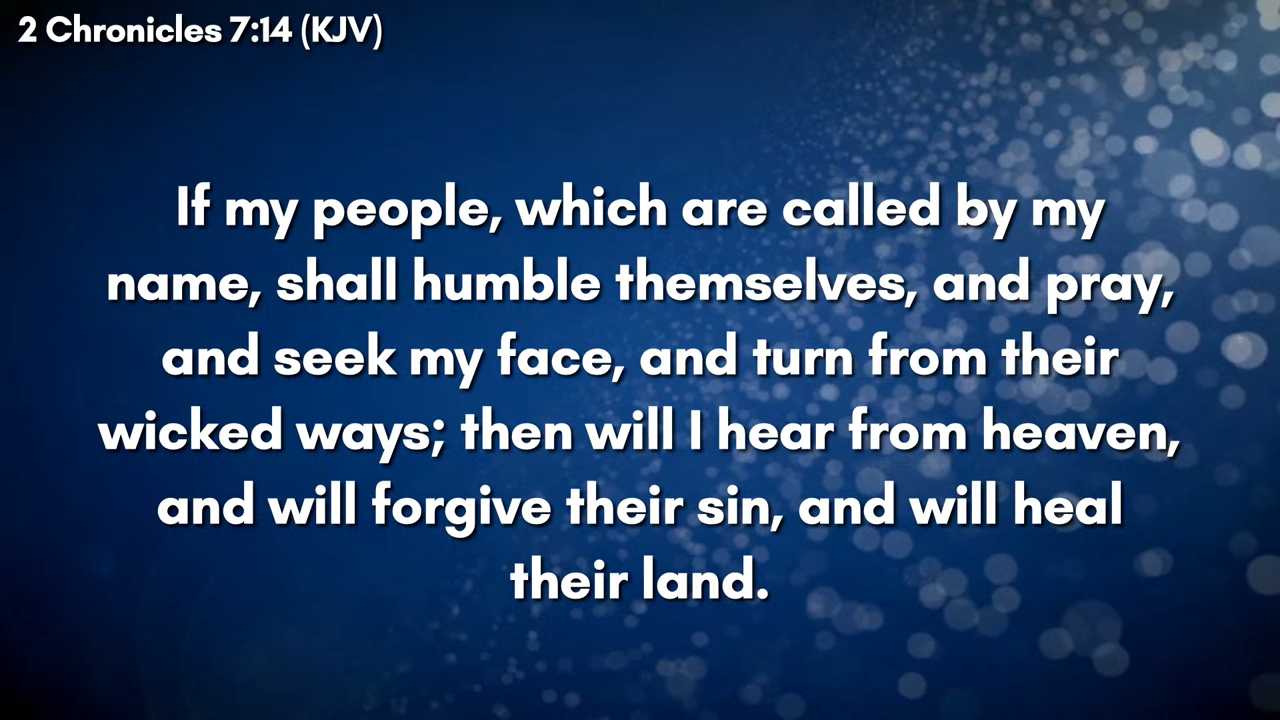 2 Chronicles 7:14 (KJV)
If my people, which are called by my
name, shall humble themselves, and pray,
and seek my face, and turn from their
wicked ways; then will I hear from heaven,
and will forgive their sin, and will heal
their land.